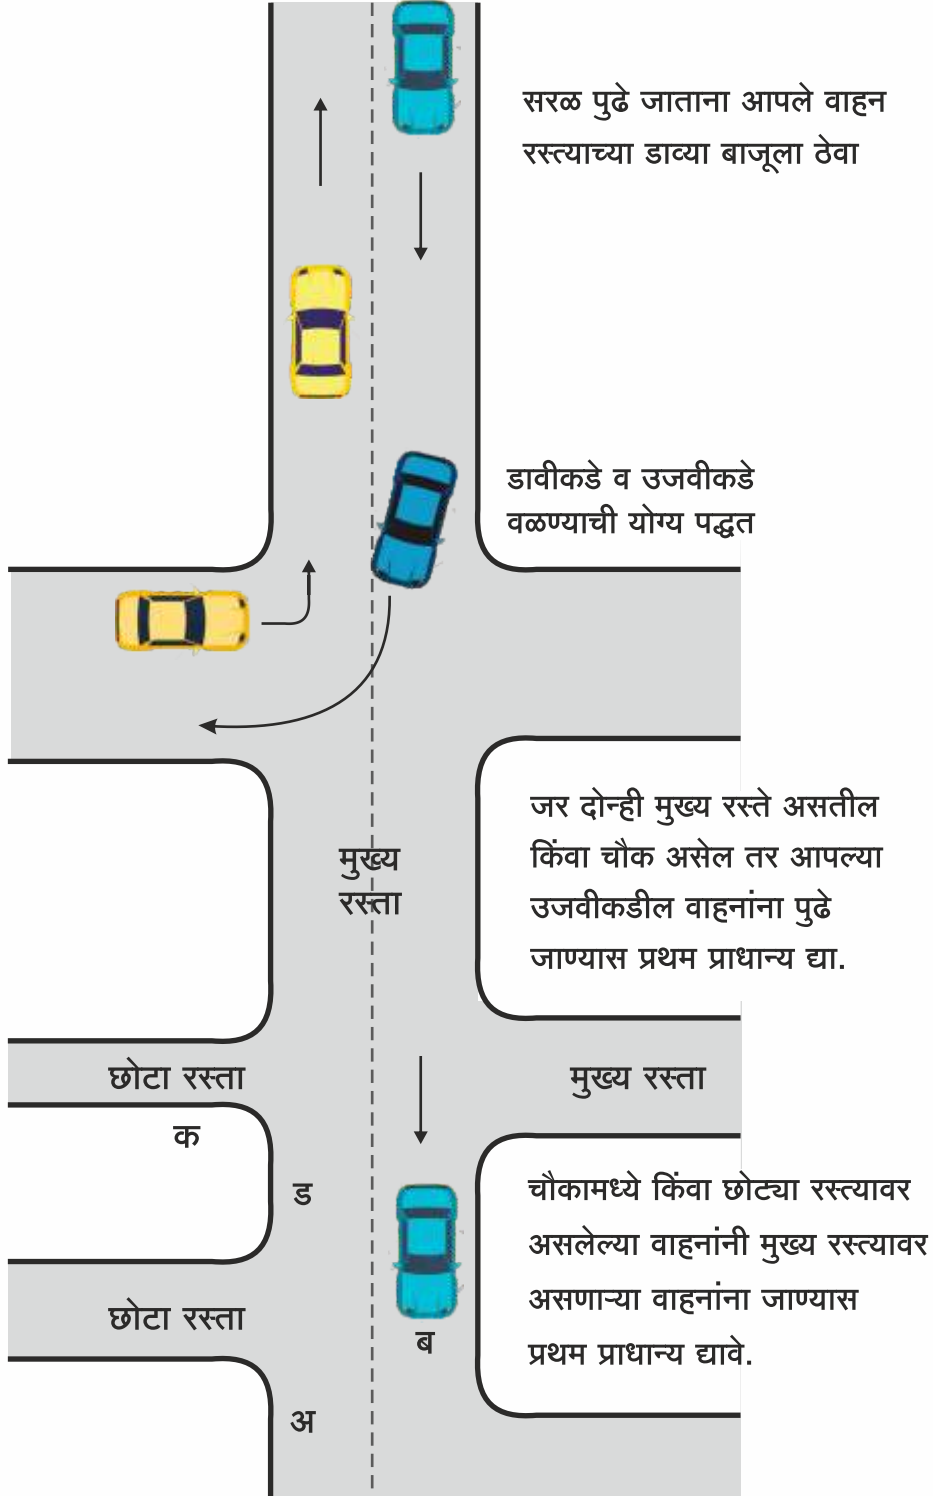 सरळ पुढे जाताना आपले वाहन
रस्त्याच्या डाव्या बाजूला ठेवा
डावीकडे व उजवीकडे
वळण्याची योग्य पद्धत
जर दोन्ही मुख्य रस्ते असतील
किंवा चौक असेल तर आपल्या
उजवीकडील वाहनांना पुढे
जाण्यास प्रथम प्राधान्य द्या.
मुख्य
रस्ता
छोटा रस्ता
मुख्य रस्ता
क
ड
चौकामध्ये किंवा छोट्या रस्त्यावर
असलेल्या वाहनांनी मुख्य रस्त्यावर
असणाऱ्या वाहनांना जाण्यास
प्रथम प्राधान्य द्यावे.
छोटा रस्ता
ब
अ